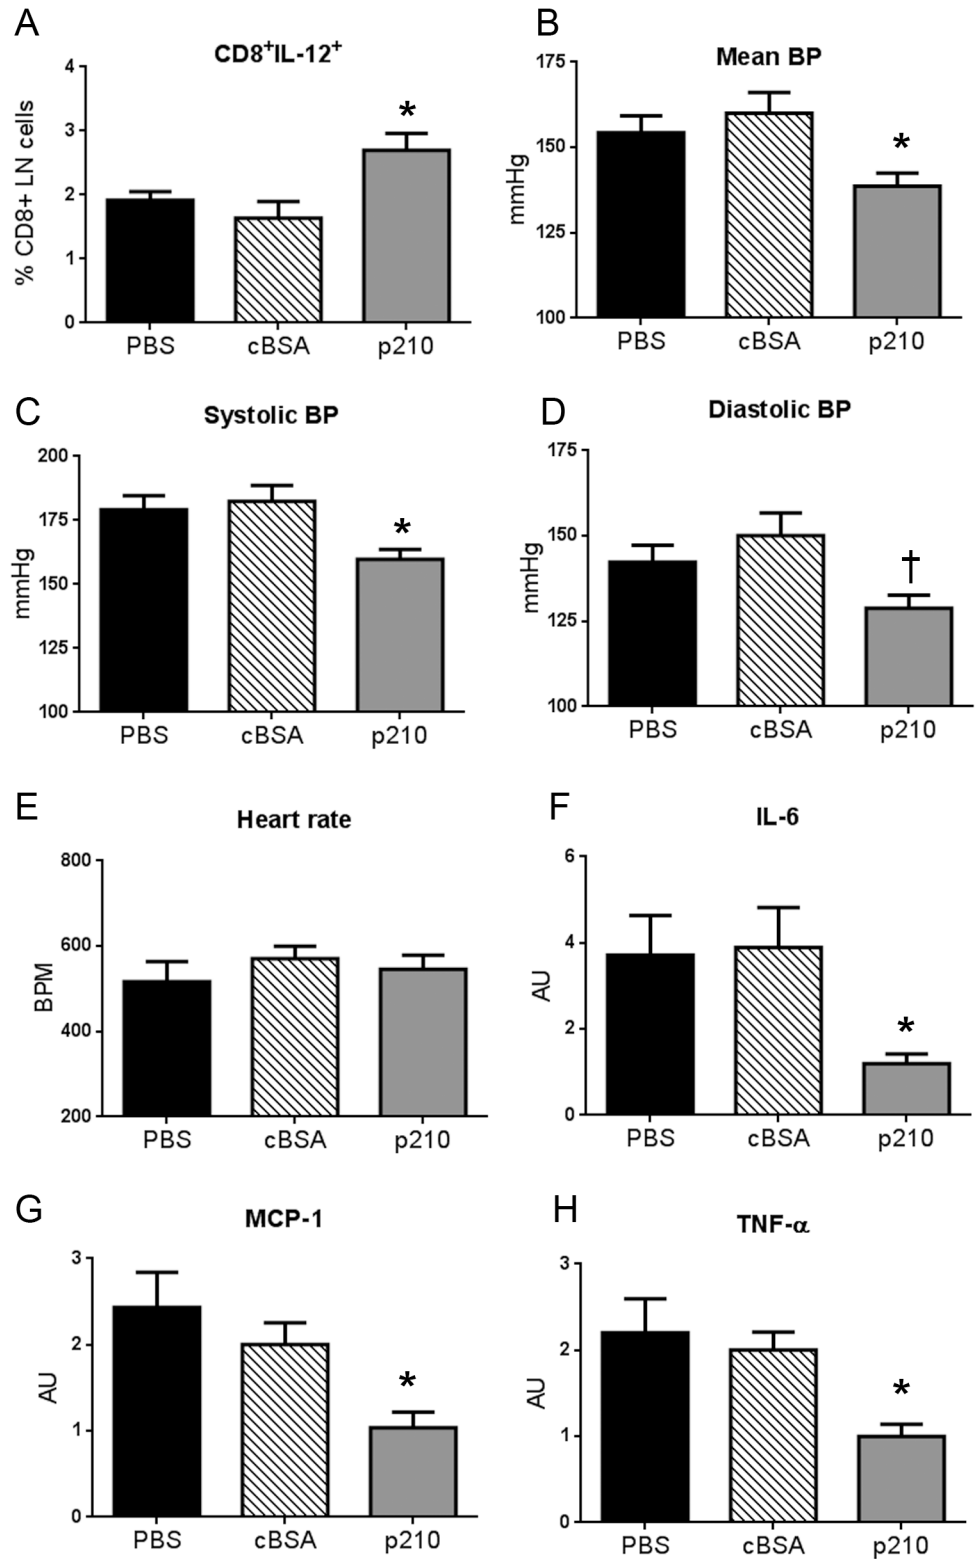 A
CD8+IL-12+
% CD8+ LN cells
4
3
2
1
0
*
PBS cBSA p210
B
Mean BP
mmHg
175
150
125
100
*
PBS cBSA p210
C
Systolic BP
mmHg
200
175
150
125
100
*
PBS cBSA p210
D
Diastolic BP
mmHg
175
150
125
100
†
PBS cBSA p210
E
Heart rate
BPM
800
600
400
200
PBS cBSA p210
F
IL-6
AU
6
4
2
0
*
PBS cBSA p210
G
MCP-1
AU
3
2
1
0
*
PBS cBSA p210
H
TNF-α
AU
3
2
1
0
*
PBS cBSA p210